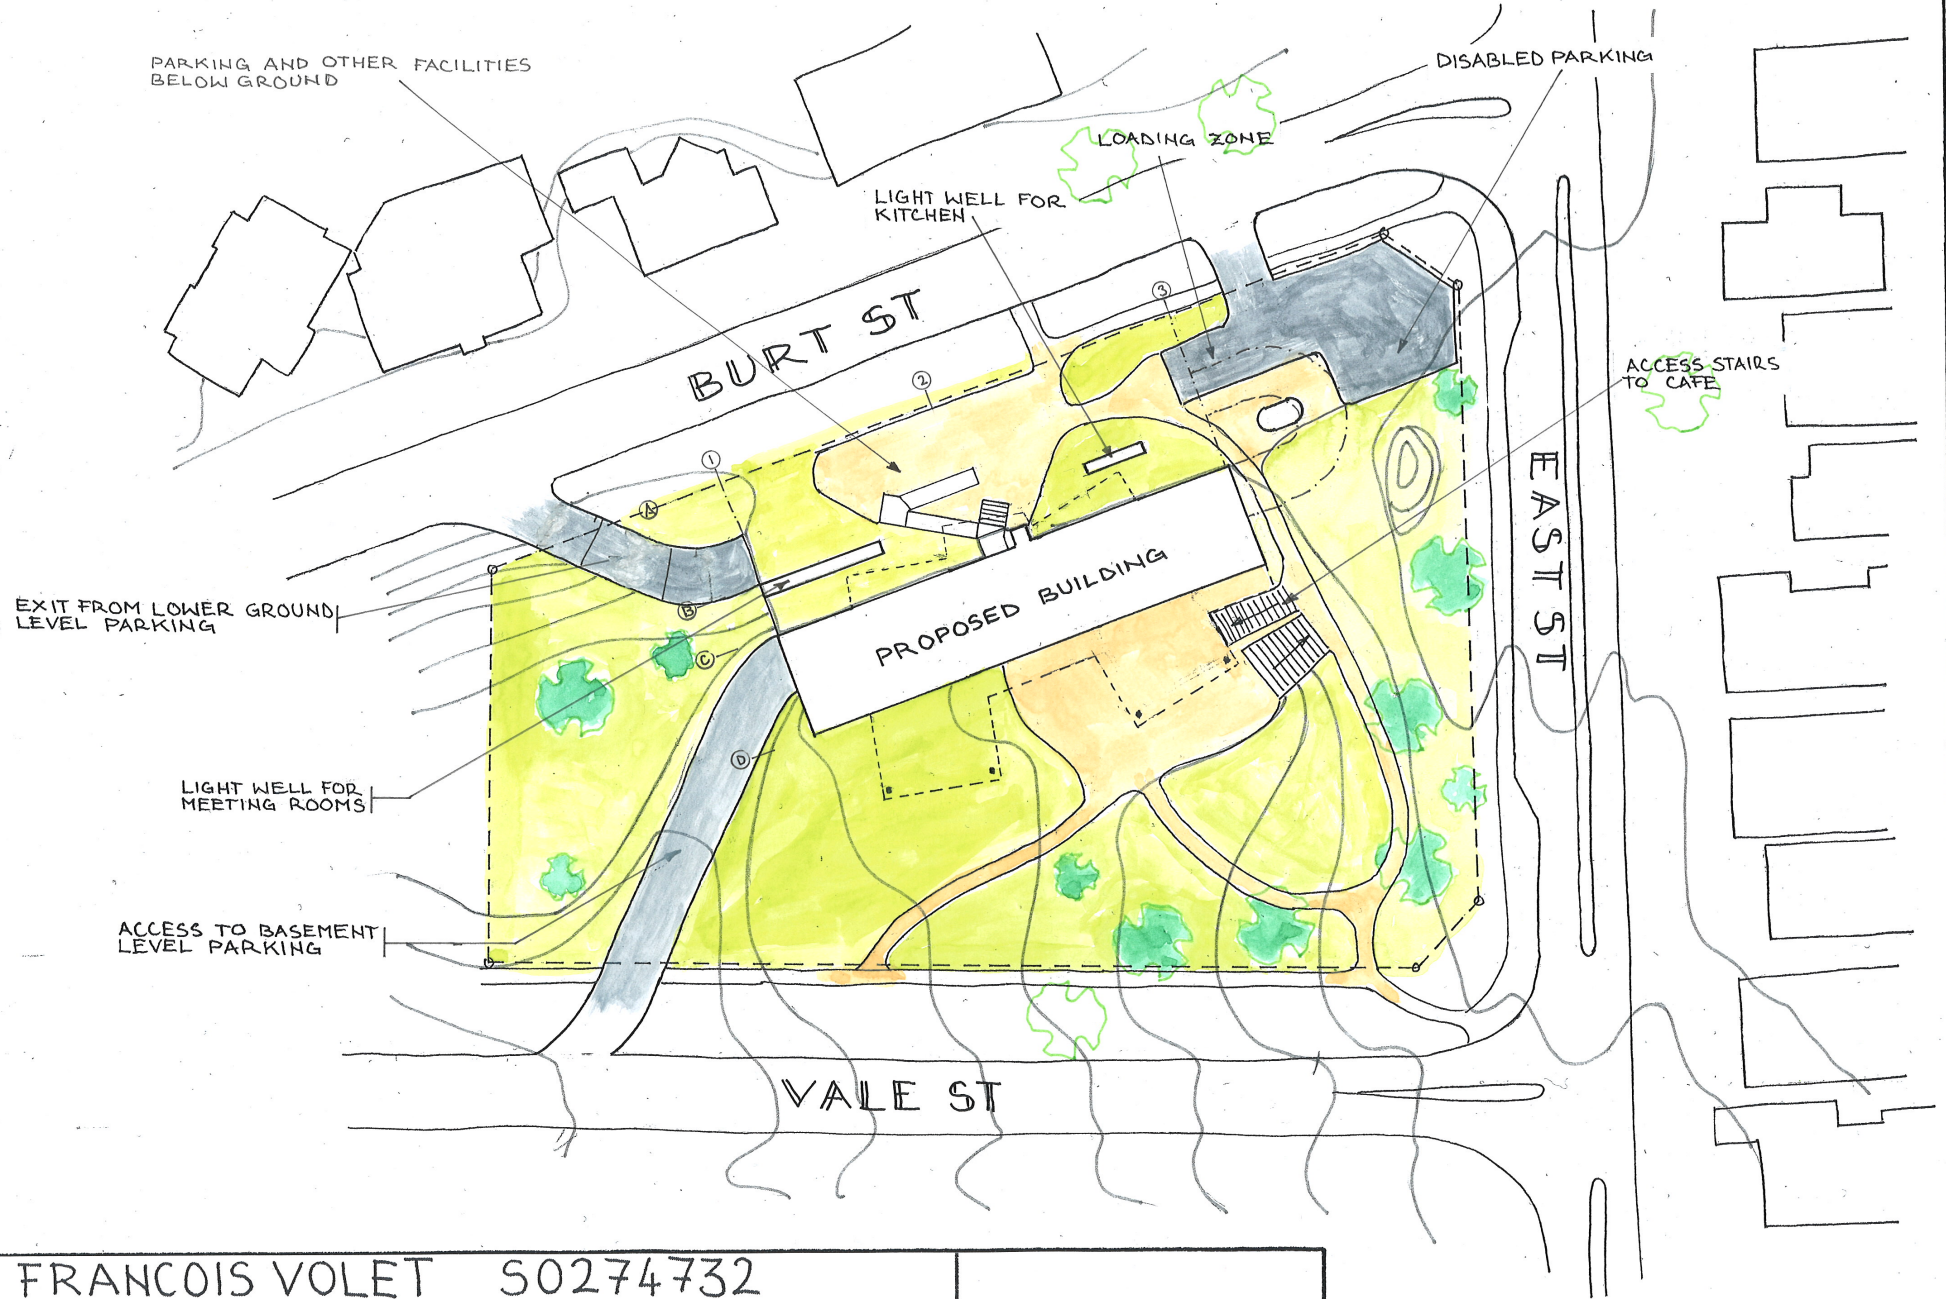 PARKING AND OTHER FACILITIES
BELOW GROUND
DISABLED PARKING
LOADING ZONE
LIGHT WELL FOR
KITCHEN
BURT ST
ACCESS STAIRS
TO CAFE
3
2
1
A
EAST ST
PROPOSED BUILDING
EXIT FROM LOWER GROUND
LEVEL PARKING
B
C
D
LIGHT WELL FOR
MEETING ROOMS
ACCESS TO BASEMENT
LEVEL PARKING
VALE ST
FRANCOIS VOLET S0274732